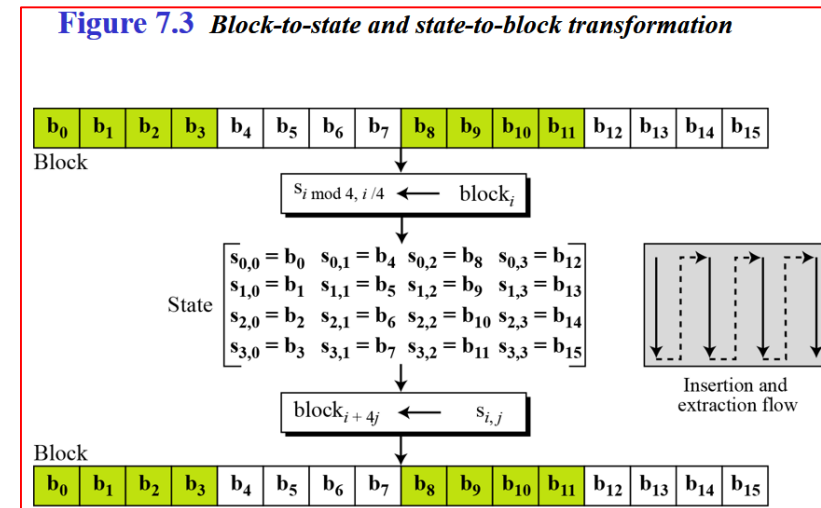 Figure 7.3 Block-to-state and state-to-block transformation
b0 b1 b2 b3 b4 b5 b6 b7 b8 b9 b10 b11 b12 b13 b14 b15
Block
s i mod 4, i/4 ← block i
s0,0 = b0 s0,1 = b4 s0,2 = b8 s0,3 = b12
s1,0 = b1 s1,1 = b5 s1,2 = b9 s1,3 = b13
State
s2,0 = b2 s2,1 = b6 s2,2 = b10 s2,3 = b14
s3,0 = b3 s3,1 = b7 s3,2 = b11 s3,3 = b15
Insertion and
extraction flow
block i + 4j ← s i, j
Block
b0 b1 b2 b3 b4 b5 b6 b7 b8 b9 b10 b11 b12 b13 b14 b15